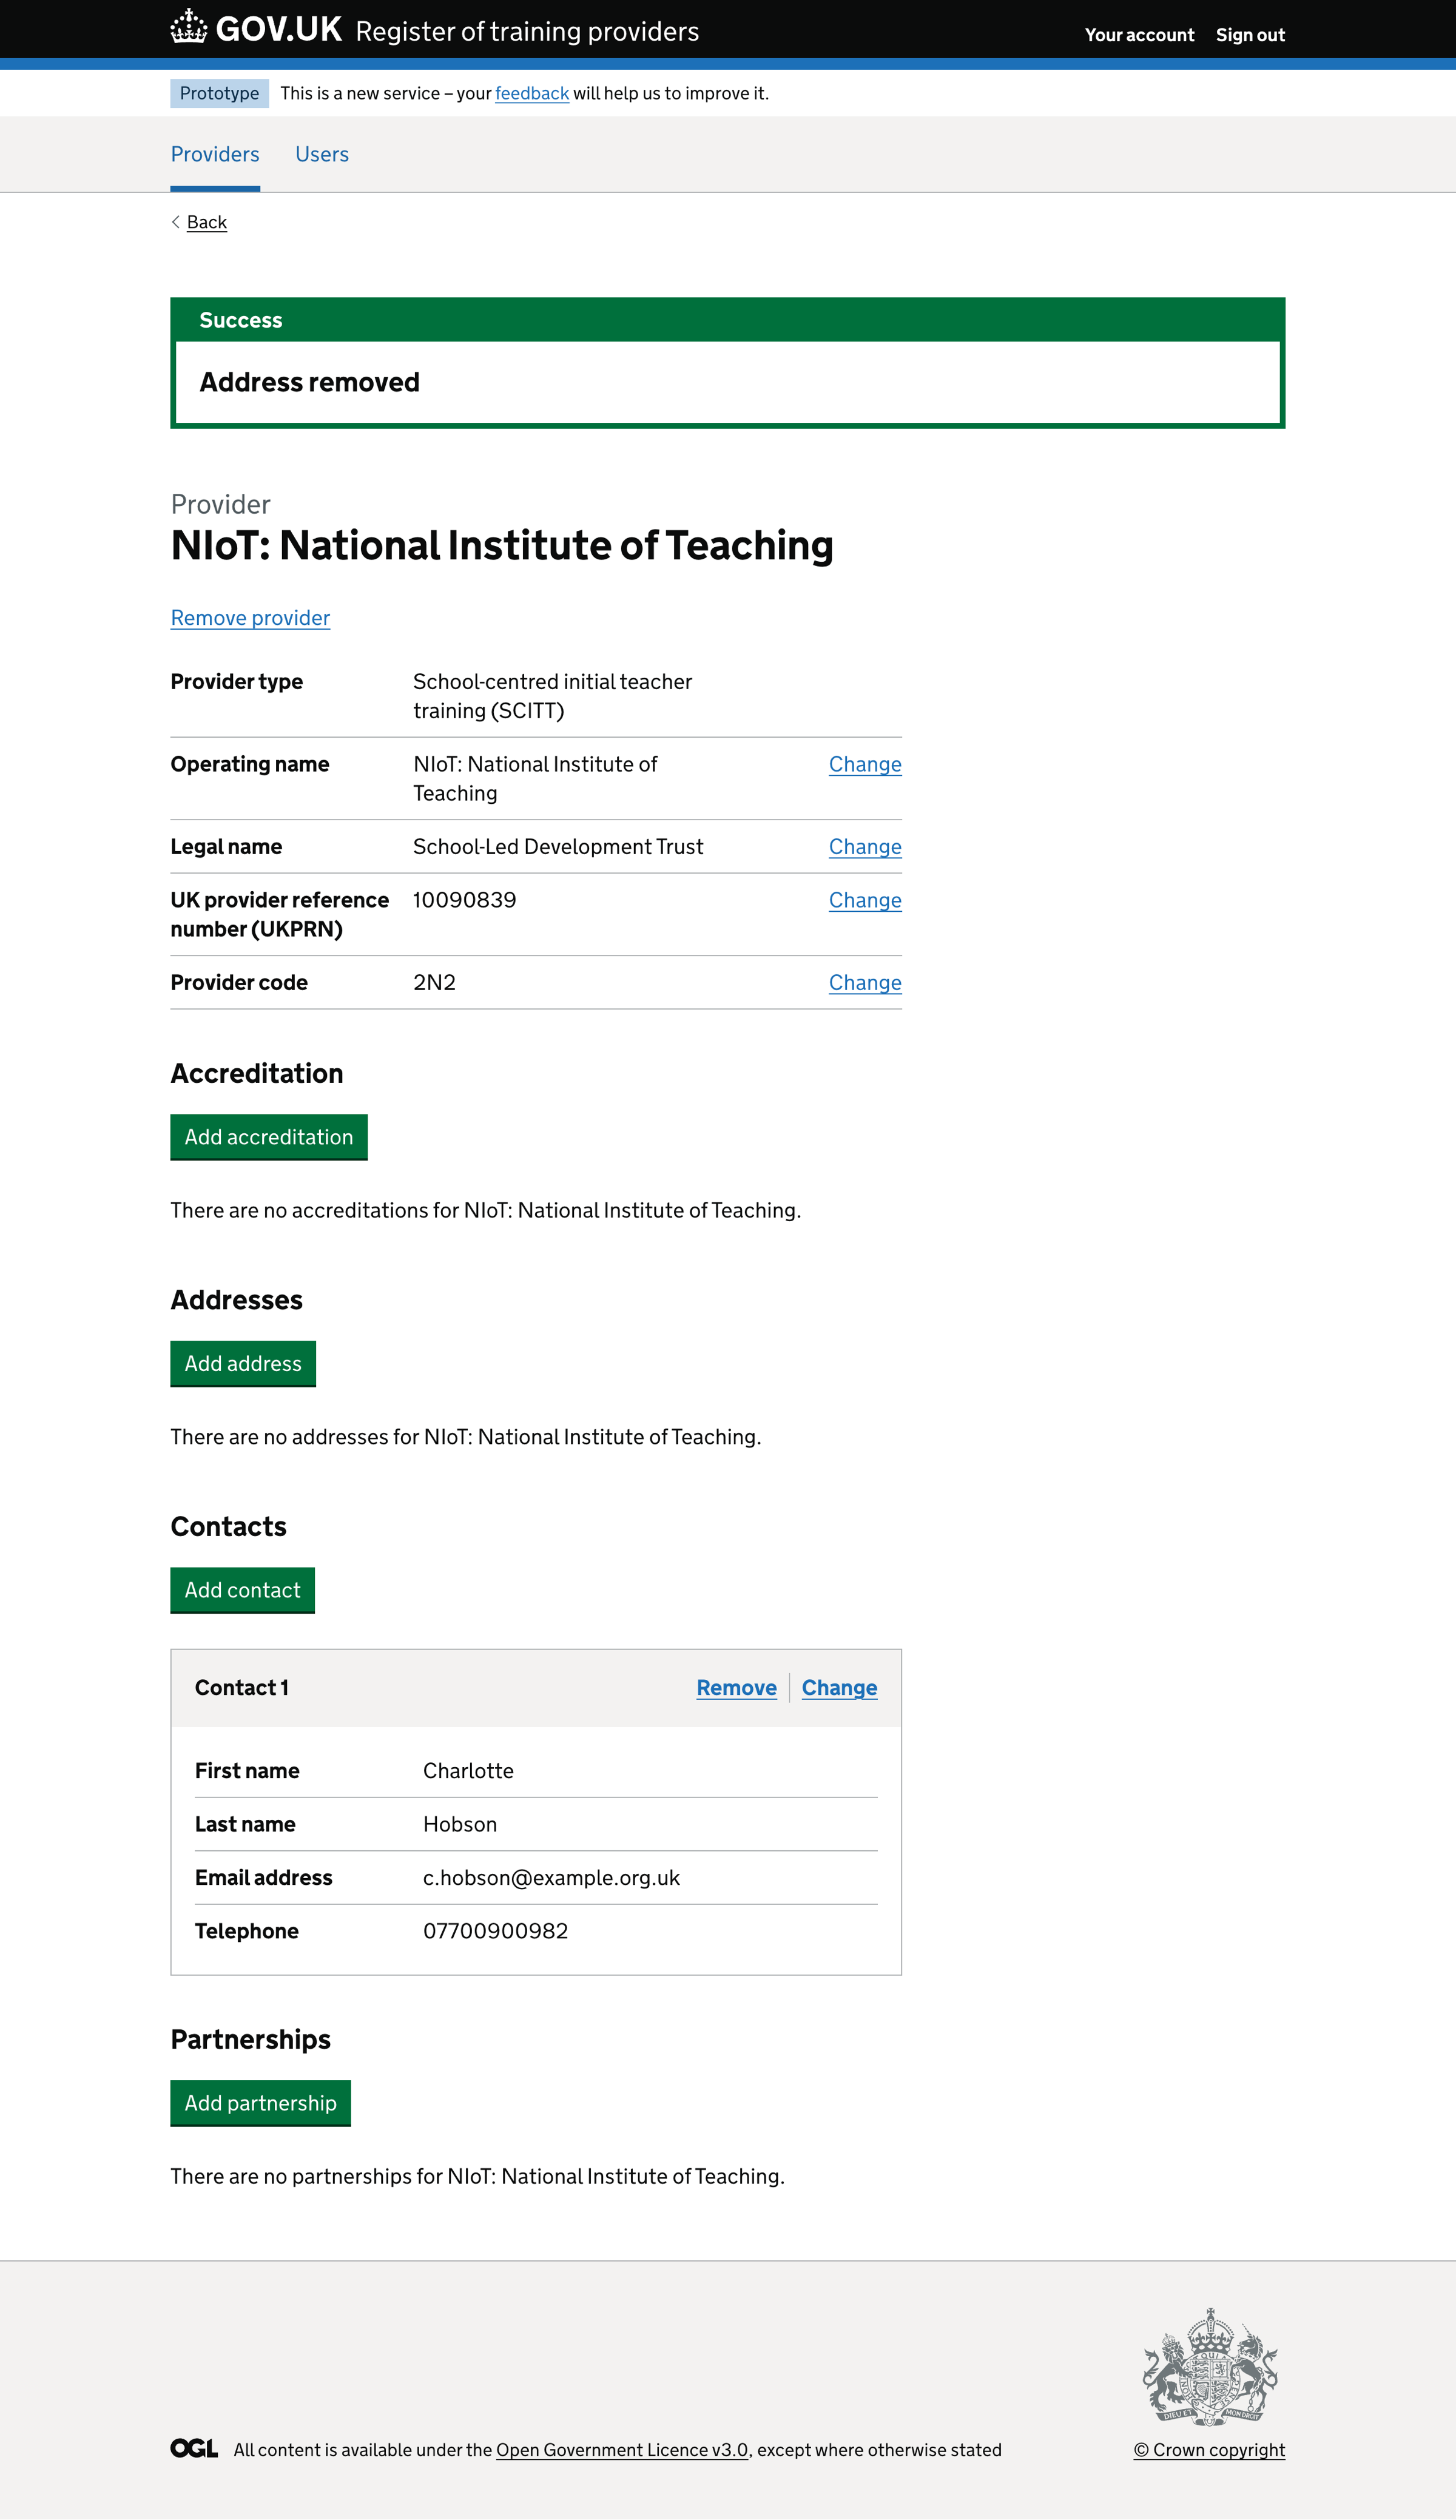 GOV.UK Register of training providers
Your account Sign out
Prototype This is a new service – your feedback will help us to improve it.
Providers Users
Back
Success
Address removed
Provider
NIoT: National Institute of Teaching
Remove provider
Provider type School-centred initial teacher
training (SCITT)
Operating name NIoT: National Institute of Change
Teaching
Legal name School-Led Development Trust Change
UK provider reference 10090839 Change
number (UKPRN)
Provider code 2N2 Change
Accreditation
Add accreditation
There are no accreditations for NIoT: National Institute of Teaching.
Addresses
Add address
There are no addresses for NIoT: National Institute of Teaching.
Contacts
Add contact
Contact 1 Remove Change
First name Charlotte
Last name Hobson
Email address c.hobson@example.org.uk
Telephone 07700900982
Partnerships
Add partnership
There are no partnerships for NIoT: National Institute of Teaching.
DIEU ET MON DROIT
OGL All content is available under the Open Government Licence v3.0, except where otherwise stated
© Crown copyright